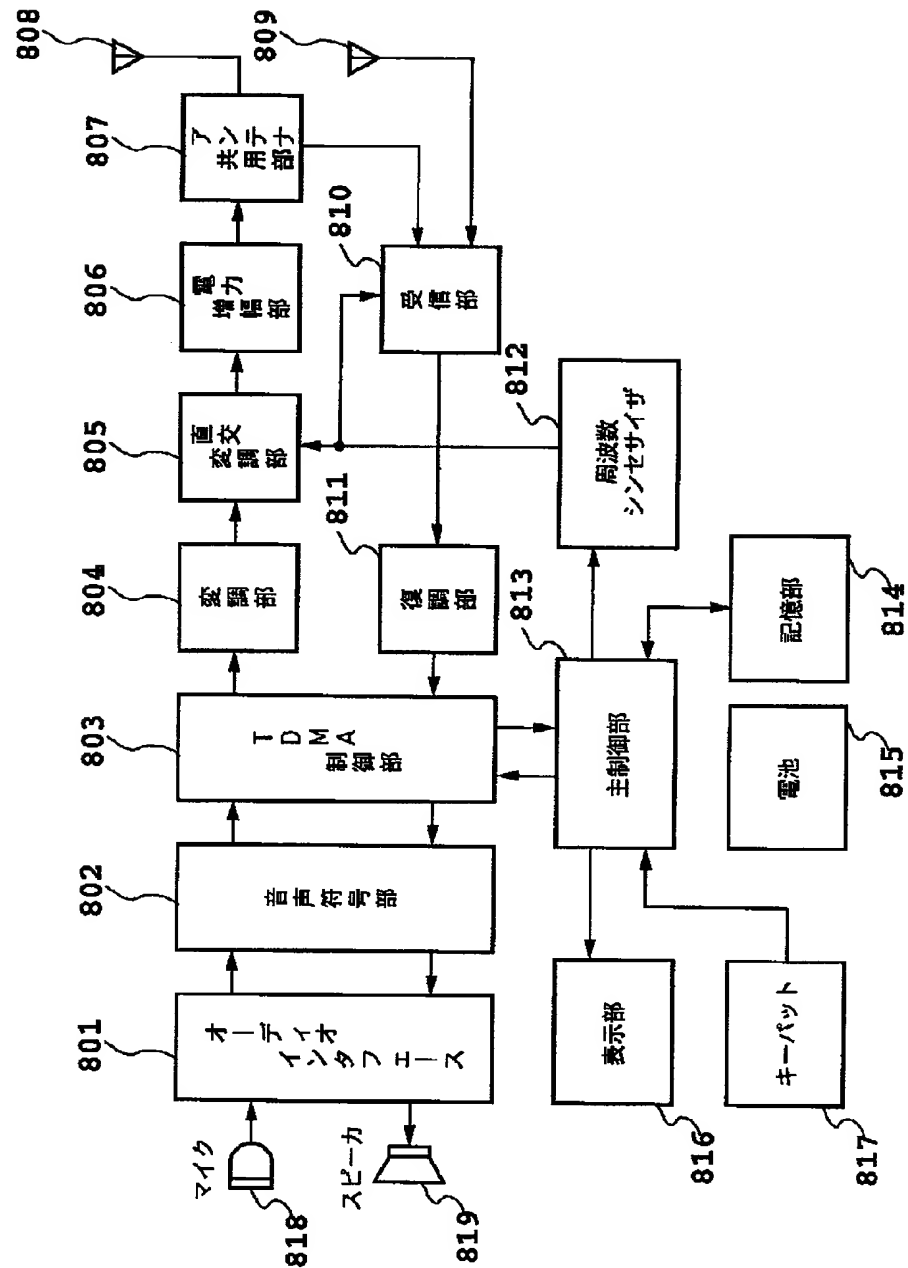 808
809
807
アンテナ
共用部
806
電力
増幅部
810
受信部
805
直交
変調部
812
周波数
シンセサイザ
811
復調部
804
変調部
813
主制御部
814
記憶部
803
TDMA
制御部
815
電池
802
音声符号部
801
オーディオ
インタフェース
816
表示部
817
キーパット
マイク
818
スピーカ
819